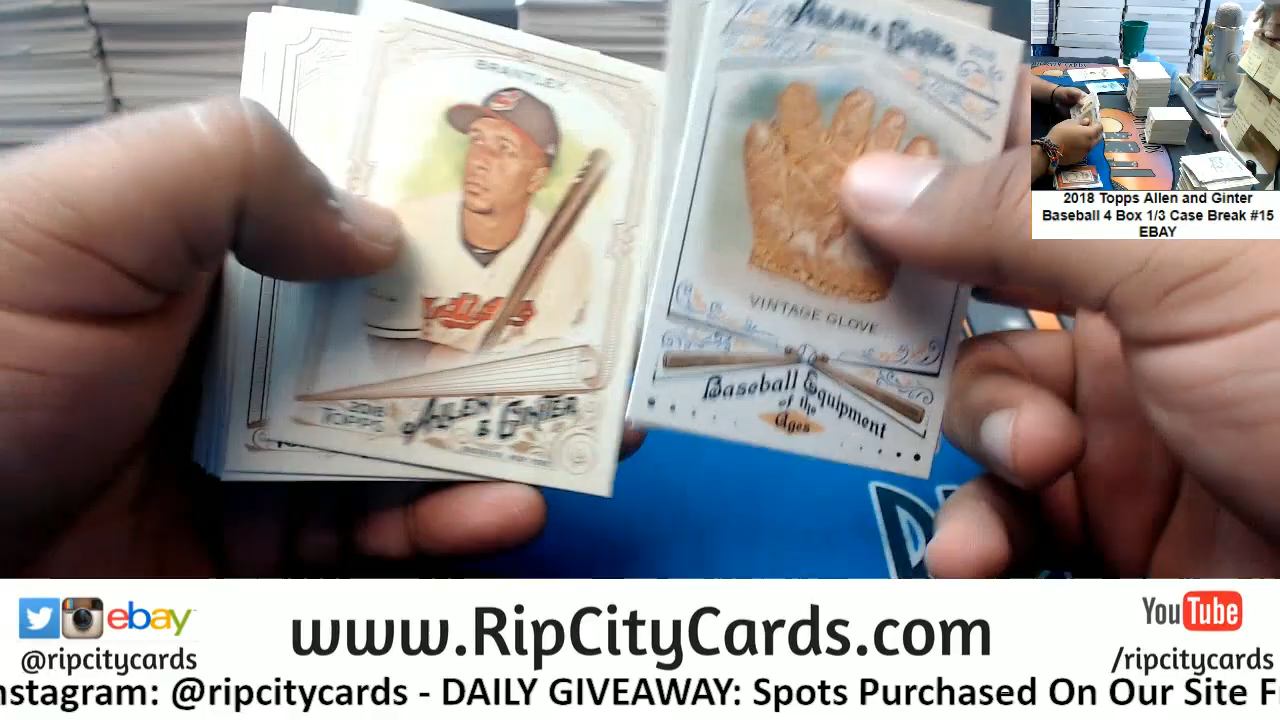 BRANTLEY
2018
TOPPS
ALLEN
& GINTER
ALLEN & GINTER
VINTAGE GLOVE
Baseball Equipment
of the
Ages
2018 Topps Allen and Ginter
Baseball 4 Box 1/3 Case Break #15
EBAY
ebay
@ripcitycards
www.RipCityCards.com
YouTube
/ripcitycards
nstagram: @ripcitycards - DAILY GIVEAWAY: Spots Purchased On Our Site F